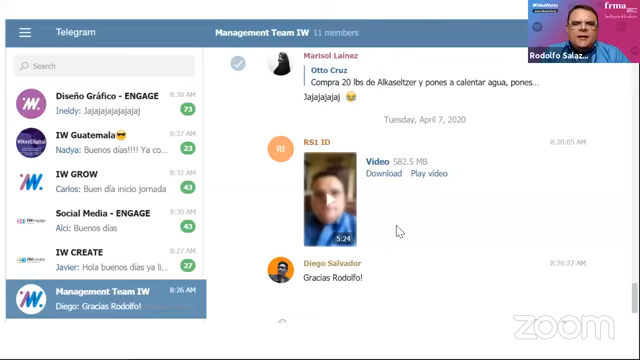 Telegram
Management Team IW 11 members
Search
Diseño Gráfico - ENGAGE 8:38 AM
Ineldy: Jajajajajajajaj 73
IW Guatemala😎 8:37 AM
Nadya: Buenos días!!! Ya co... 23
IW GROW 8:32 AM
Carlos: Buen día inicio jornada 43
Social Media - ENGAGE 8:30 AM
Alci: Buenos días 43
IW CREATE 8:27 AM
Javier: Hola buenos días ya li... 27
Management Team IW 8:26 AM
Diego: Gracias Rodolfo!
Marisol Laínez
Otto Cruz
Compra 20 lbs de Alkaseltzer y pones a calentar agua, pones...
Jajajajaj 😂
Tuesday, April 7, 2020
RI
RS1 ID 8:20:05 AM
Video 582.5 MB
Download Play video
5:24
Diego Salvador 8:26:27 AM
Gracias Rodolfo!
frma
Rodolfo Salaz...
zoom